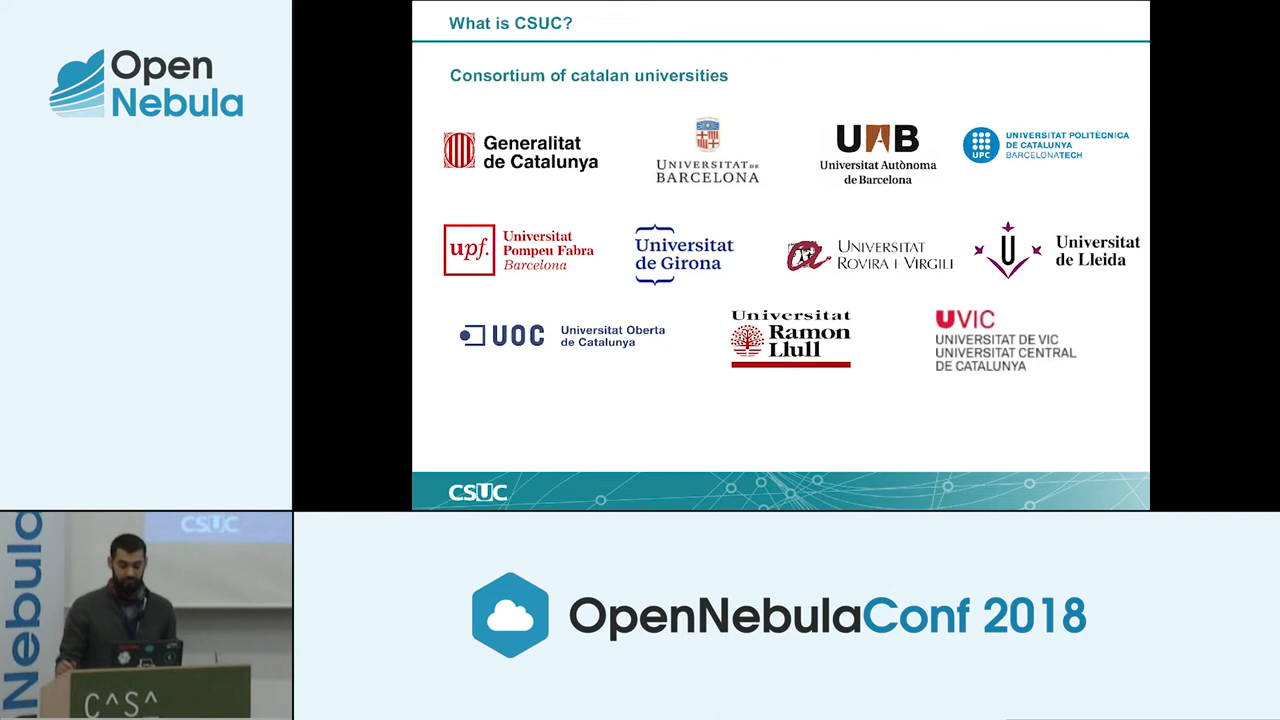 Open
Nebula
What is CSUC?
Consortium of catalan universities
Generalitat
de Catalunya
UNIVERSITAT DE
BARCELONA
UAB
Universitat Autònoma
de Barcelona
UPC
UNIVERSITAT POLITÈCNICA
DE CATALUNYA
BARCELONATECH
upf.
Universitat
Pompeu Fabra
Barcelona
Universitat
de Girona
UNIVERSITAT
ROVIRA I VIRGILI
U
Universitat
de Lleida
UOC
Universitat Oberta
de Catalunya
Universitat
Ramon
Llull
UVIC
UNIVERSITAT DE VIC
UNIVERSITAT CENTRAL
DE CATALUNYA
CSUC
CSUC
Nebula
C^S^
OpenNebulaConf 2018